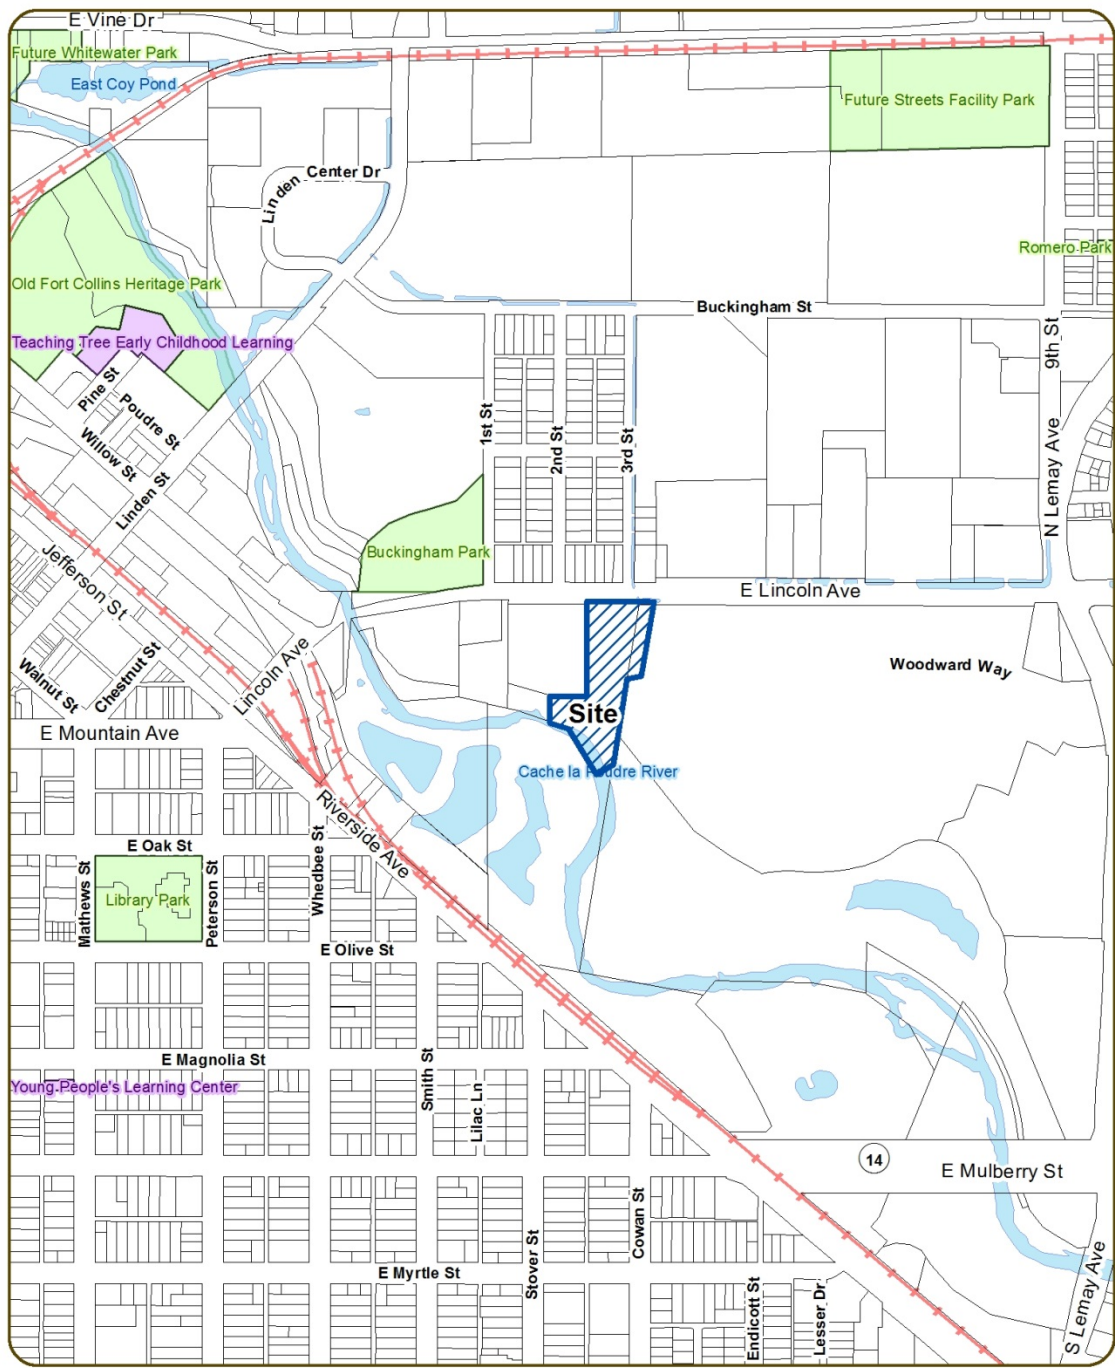 E Vine Dr
Future Whitewater Park
East Coy Pond
Future Streets Facility Park
Center Dr
Linden
Romero Park
Old Fort Collins Heritage Park
Buckingham St
Teaching Tree Early Childhood Learning
9th St
Pine St
Poudre St
Willow St
1st St
2nd St
3rd St
N Lemay Ave
Linden St
Buckingham Park
Jefferson St
E Lincoln Ave
Walnut St
Chestnut St
Lincoln Ave
Woodward Way
Site
E Mountain Ave
Cache la Poudre River
Riverside Ave
E Oak St
Whedbee St
Mathews St
Library Park
Peterson St
E Olive St
E Magnolia St
Smith St
Young People's Learning Center
Lilac Ln
14
E Mulberry St
Cowan St
Stover St
S Lemay Ave
E Myrtle St
Endicott St
Lesser Dr